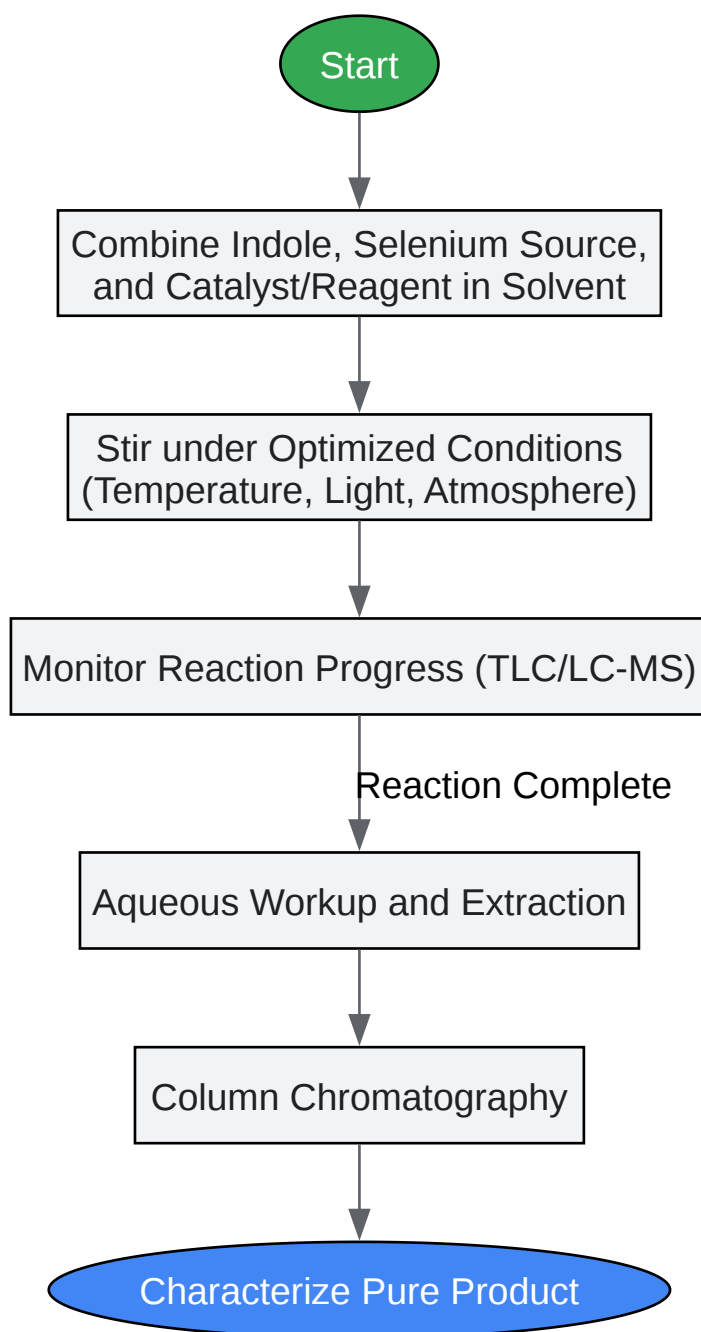 Start
Combine Indole, Selenium Source,
and Catalyst/Reagent in Solvent
Stir under Optimized Conditions
(Temperature, Light, Atmosphere)
Monitor Reaction Progress (TLC/LC-MS)
Reaction Complete
Aqueous Workup and Extraction
Column Chromatography
Characterize Pure Product